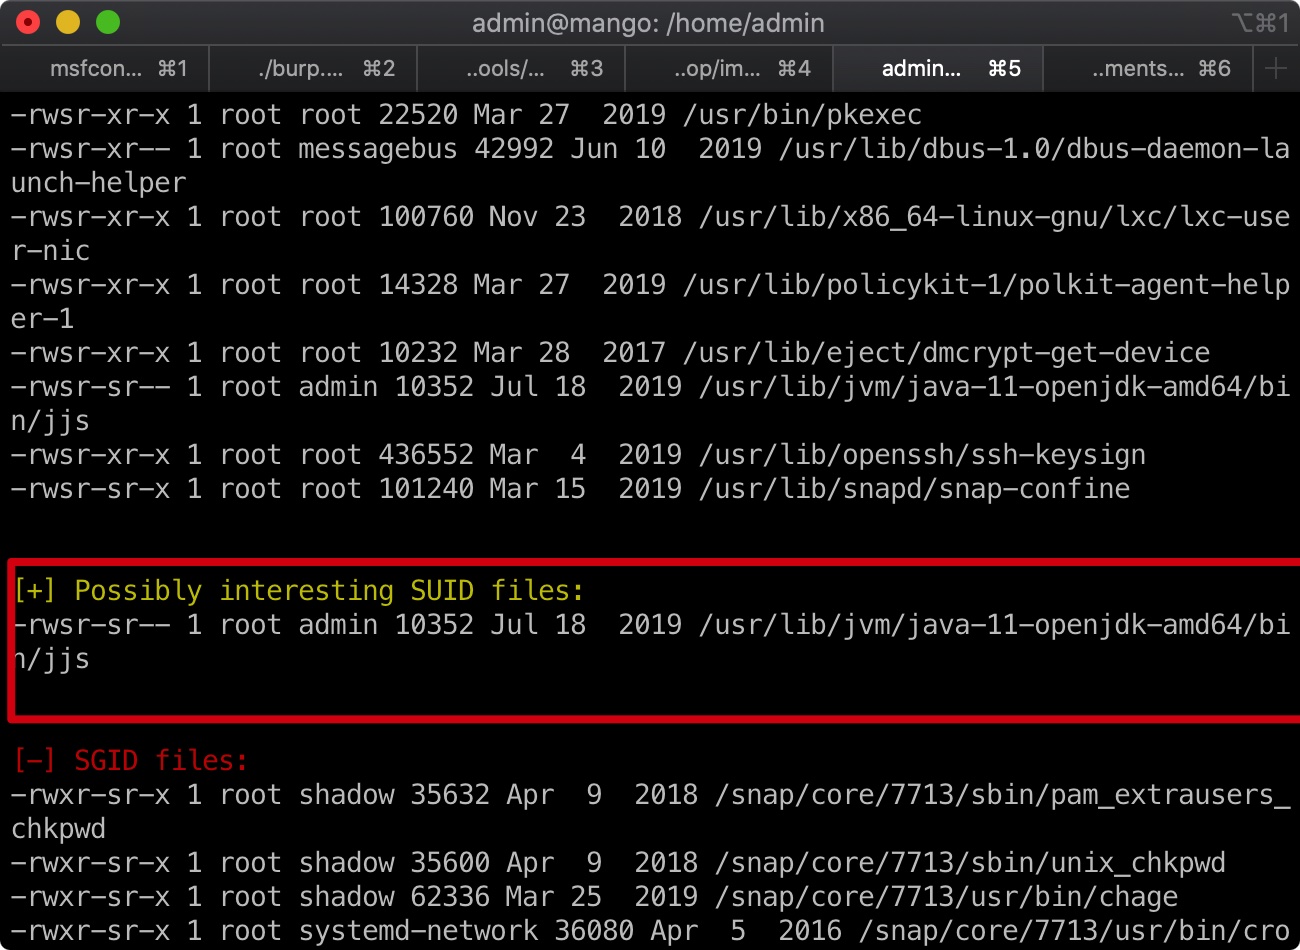 admin@mango: /home/admin
⌥⌘1
msfcon... ⌘1
./burp.... ⌘2
..ools/... ⌘3
..op/im... ⌘4
admin... ⌘5
..ments... ⌘6
-rwsr-xr-x 1 root root 22520 Mar 27  2019 /usr/bin/pkexec
-rwsr-xr-- 1 root messagebus 42992 Jun 10  2019 /usr/lib/dbus-1.0/dbus-daemon-la
unch-helper
-rwsr-xr-x 1 root root 100760 Nov 23  2018 /usr/lib/x86_64-linux-gnu/lxc/lxc-use
r-nic
-rwsr-xr-x 1 root root 14328 Mar 27  2019 /usr/lib/policykit-1/polkit-agent-help
er-1
-rwsr-xr-x 1 root root 10232 Mar 28  2017 /usr/lib/eject/dmcrypt-get-device
-rwsr-sr-- 1 root admin 10352 Jul 18  2019 /usr/lib/jvm/java-11-openjdk-amd64/bi
n/jjs
-rwsr-xr-x 1 root root 436552 Mar  4  2019 /usr/lib/openssh/ssh-keysign
-rwsr-sr-x 1 root root 101240 Mar 15  2019 /usr/lib/snapd/snap-confine
[+] Possibly interesting SUID files:
-rwsr-sr-- 1 root admin 10352 Jul 18  2019 /usr/lib/jvm/java-11-openjdk-amd64/bi
n/jjs
[-] SGID files:
-rwxr-sr-x 1 root shadow 35632 Apr  9  2018 /snap/core/7713/sbin/pam_extrausers_
chkpwd
-rwxr-sr-x 1 root shadow 35600 Apr  9  2018 /snap/core/7713/sbin/unix_chkpwd
-rwxr-sr-x 1 root shadow 62336 Mar 25  2019 /snap/core/7713/usr/bin/chage
-rwxr-sr-x 1 root systemd-network 36080 Apr  5  2016 /snap/core/7713/usr/bin/cro